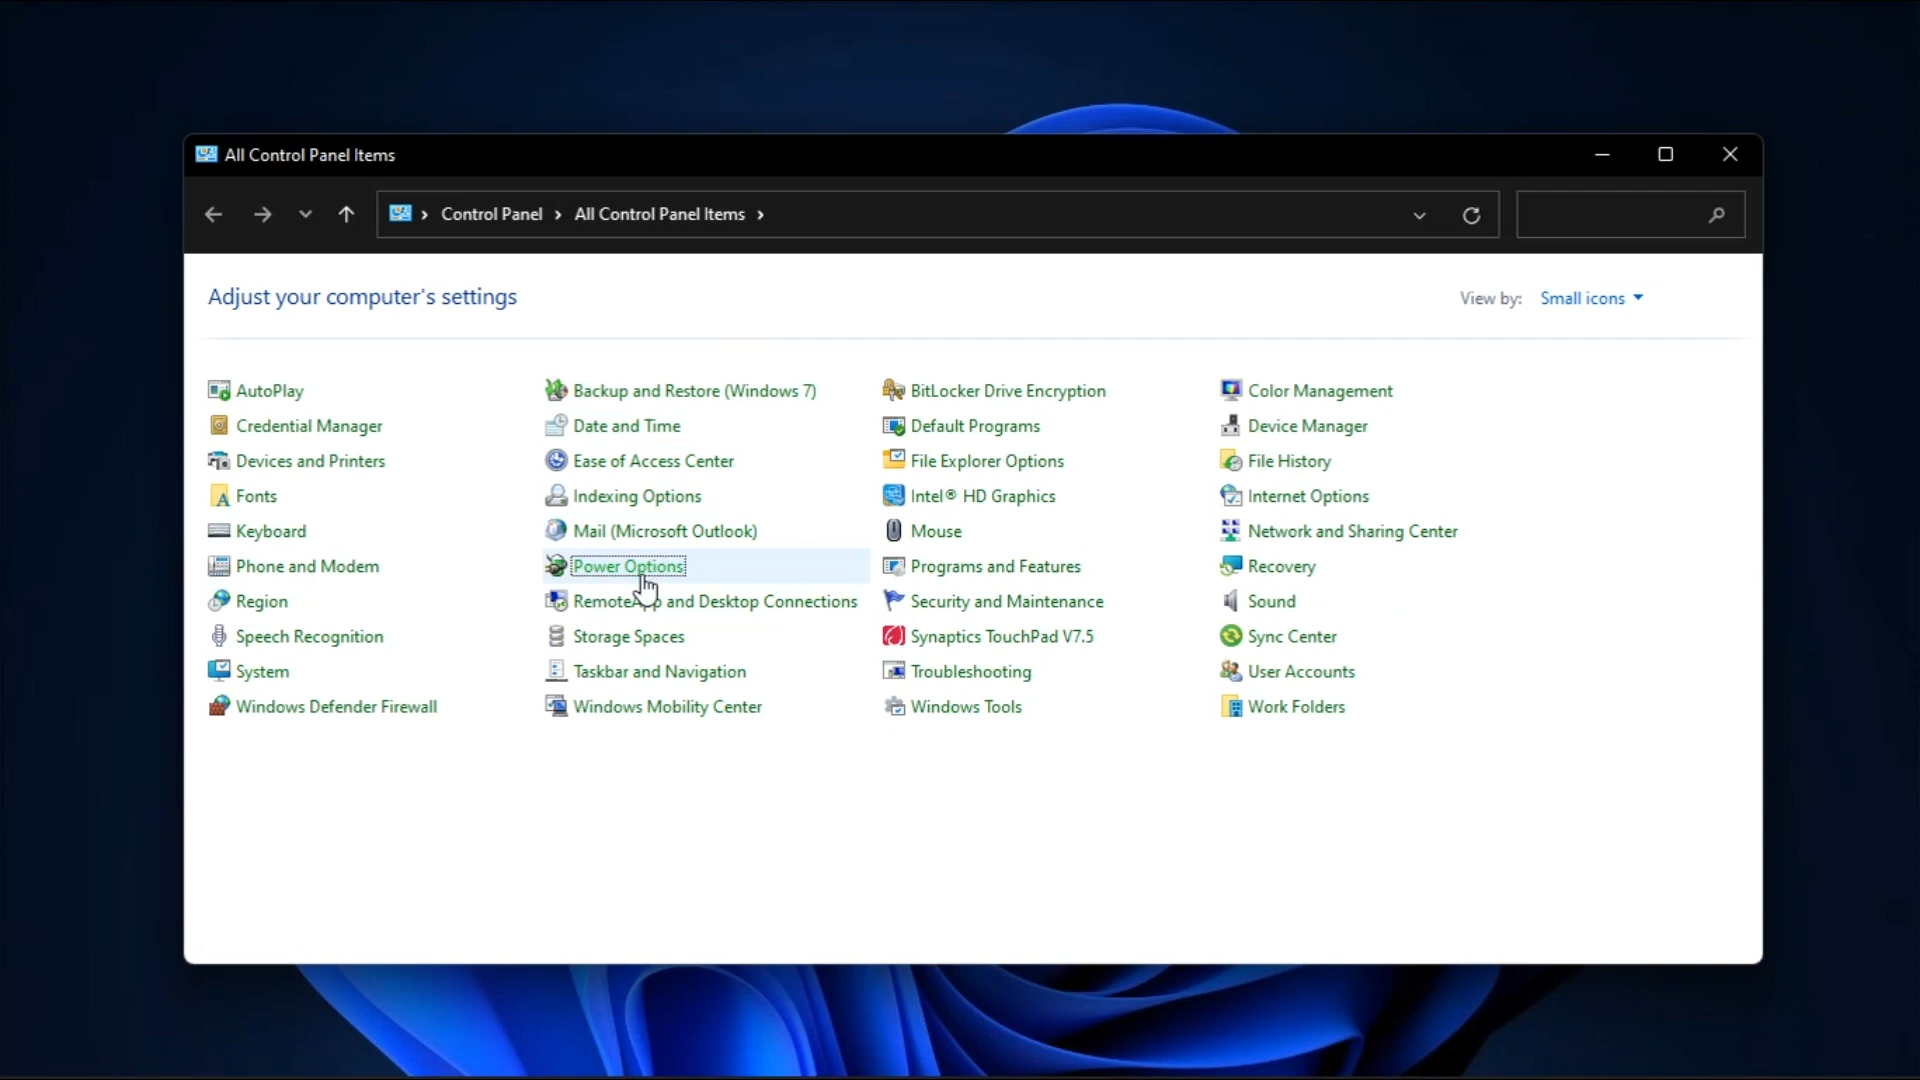 All Control Panel Items
Control Panel All Control Panel Items
Adjust your computer's settings
View by: Small icons
AutoPlay Backup and Restore (Windows 7) BitLocker Drive Encryption Color Management
Credential Manager Date and Time Default Programs Device Manager
Devices and Printers Ease of Access Center File Explorer Options File History
Fonts Indexing Options Intel® HD Graphics Internet Options
Keyboard Mail (Microsoft Outlook) Mouse Network and Sharing Center
Phone and Modem Power Options Programs and Features Recovery
Region RemoteApp and Desktop Connections Security and Maintenance Sound
Speech Recognition Storage Spaces Synaptics TouchPad V7.5 Sync Center
System Taskbar and Navigation Troubleshooting User Accounts
Windows Defender Firewall Windows Mobility Center Windows Tools Work Folders